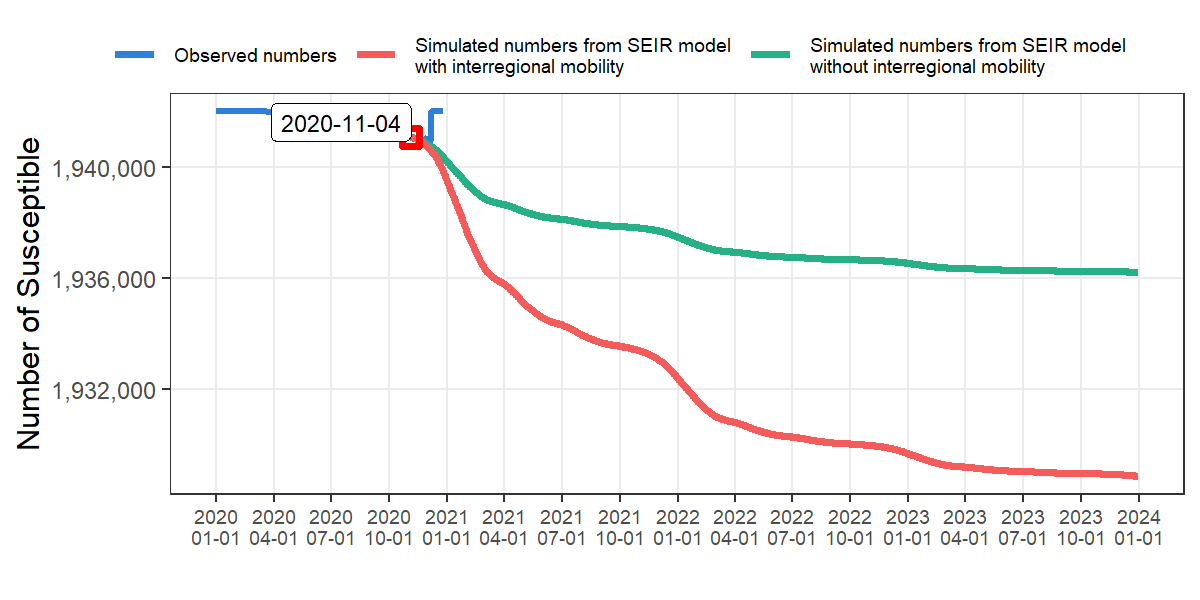 Observed numbers
Simulated numbers from SEIR model
with interregional mobility
Simulated numbers from SEIR model
without interregional mobility
Number of Susceptible
2020-11-04
1,940,000
1,936,000
1,932,000
2020 2020 2020 2020 2021 2021 2021 2021 2022 2022 2022 2022 2023 2023 2023 2023 2024
01-01 04-01 07-01 10-01 01-01 04-01 07-01 10-01 01-01 04-01 07-01 10-01 01-01 04-01 07-01 10-01 01-01